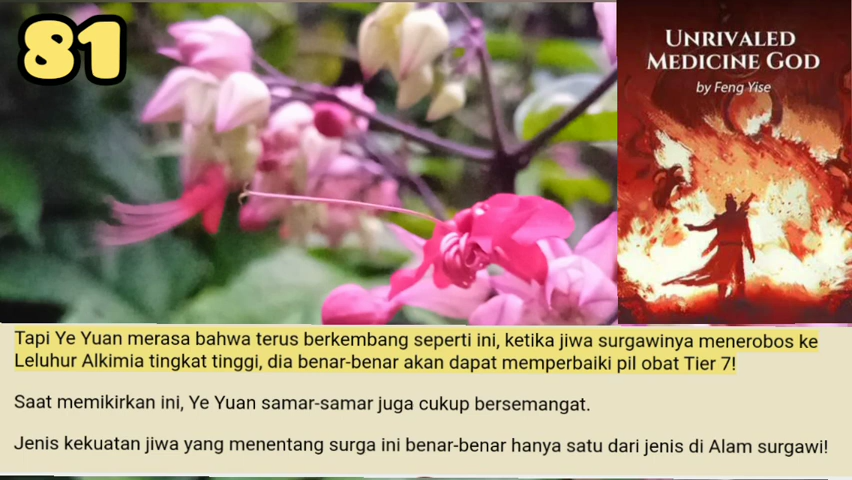 81
UNRIVALED
MEDICINE GOD
by Feng Yise
Tapi Ye Yuan merasa bahwa terus berkembang seperti ini, ketika jiwa surgawinya menerobos ke
Leluhur Alkimia tingkat tinggi, dia benar-benar akan dapat memperbaiki pil obat Tier 7!
Saat memikirkan ini, Ye Yuan samar-samar juga cukup bersemangat.
Jenis kekuatan jiwa yang menentang surga ini benar-benar hanya satu dari jenis di Alam surgawi!